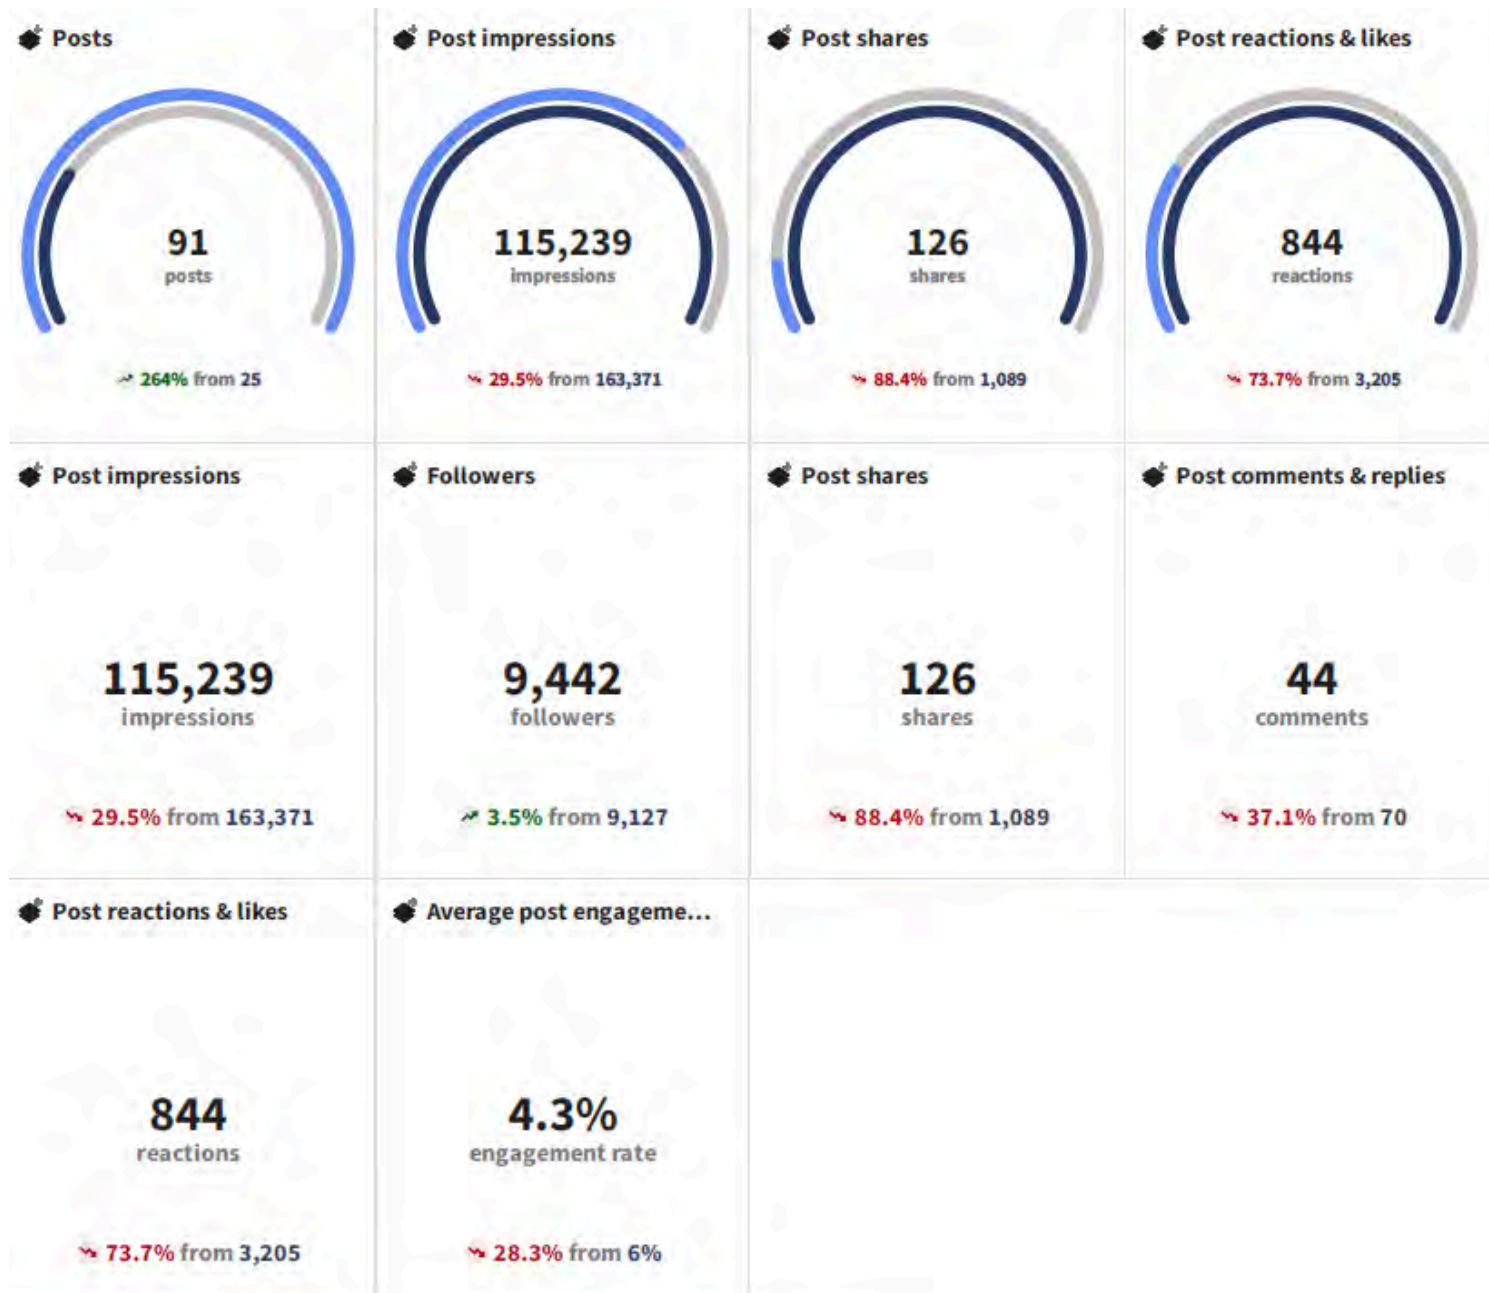 Posts
91
posts
264% from 25
Post impressions
115,239
impressions
29.5% from 163,371
Post shares
126
shares
88.4% from 1,089
Post reactions & likes
844
reactions
73.7% from 3,205
Post impressions
115,239
impressions
29.5% from 163,371
Followers
9,442
followers
3.5% from 9,127
Post shares
126
shares
88.4% from 1,089
Post comments & replies
44
comments
37.1% from 70
Post reactions & likes
844
reactions
73.7% from 3,205
Average post engageme...
4.3%
engagement rate
28.3% from 6%